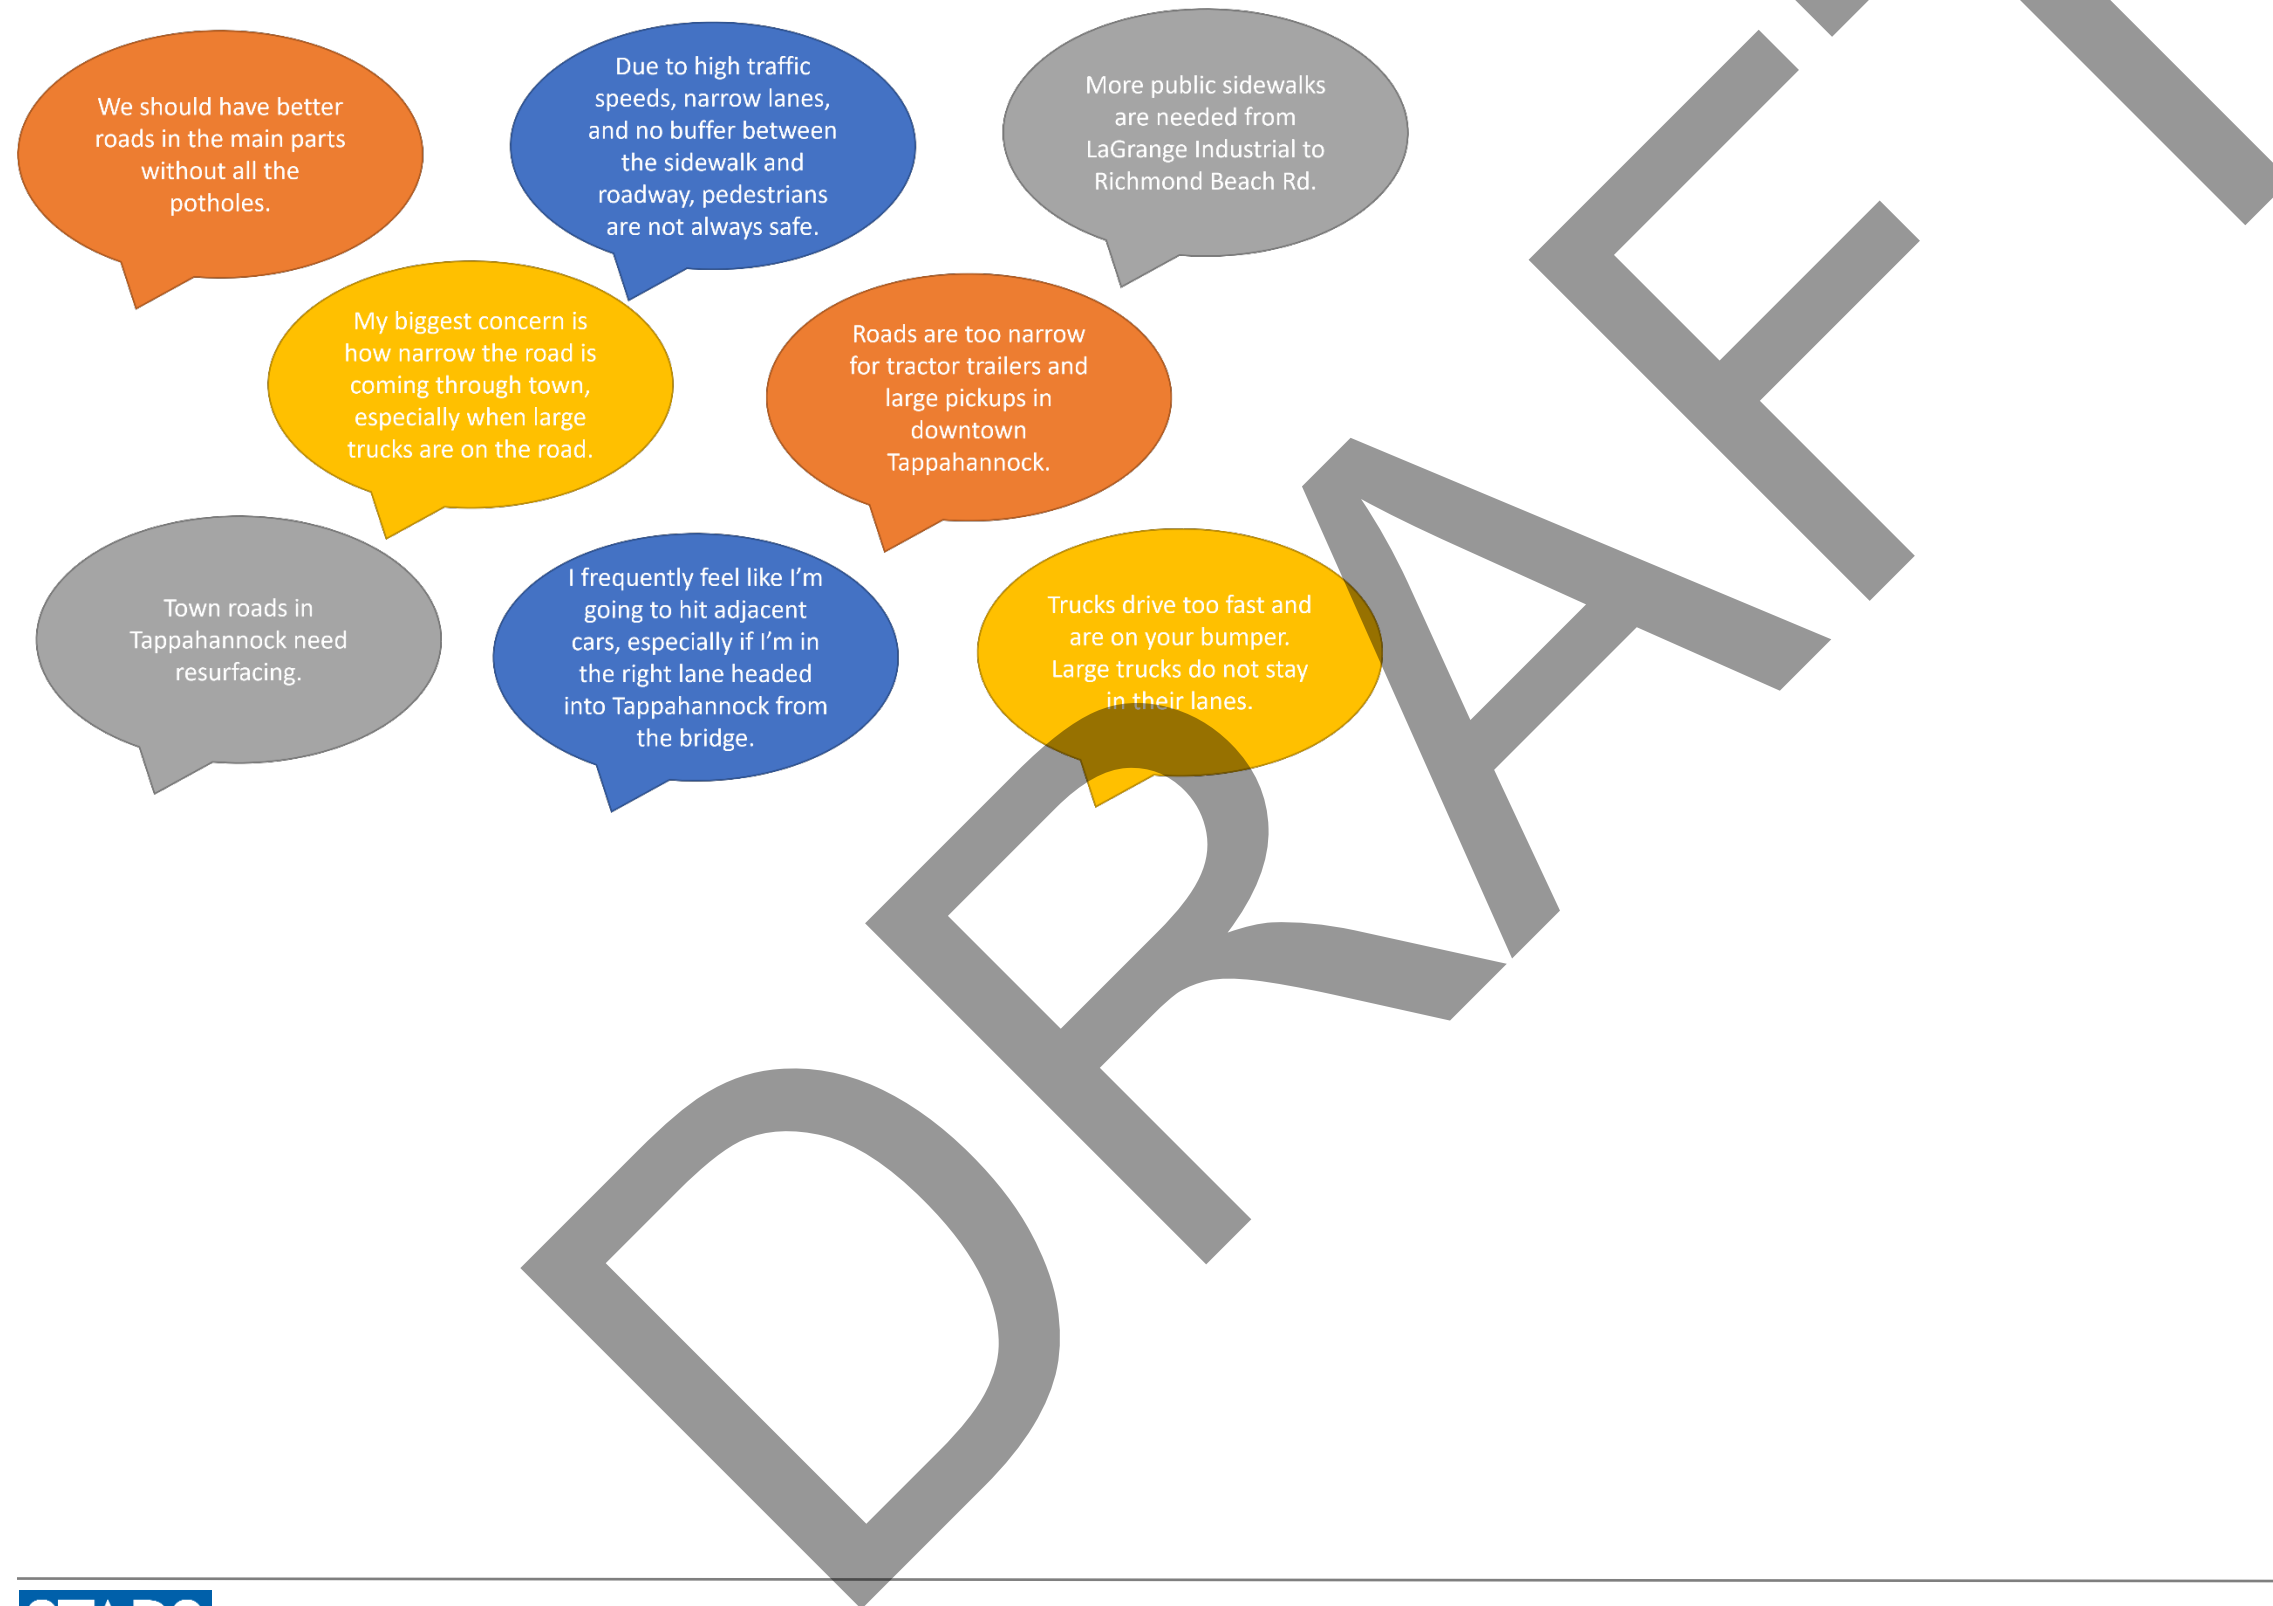 We should have better
roads in the main parts
without all the
potholes.
Due to high traffic
speeds, narrow lanes,
and no buffer between
the sidewalk and
roadway, pedestrians
are not always safe.
More public sidewalks
are needed from
LaGrange Industrial to
Richmond Beach Rd.
My biggest concern is
how narrow the road is
coming through town,
especially when large
trucks are on the road.
Roads are too narrow
for tractor trailers and
large pickups in
downtown
Tappahannock.
Town roads in
Tappahannock need
resurfacing.
I frequently feel like I’m
going to hit adjacent
cars, especially if I’m in
the right lane headed
into Tappahannock from
the bridge.
Trucks drive too fast and
are on your bumper.
Large trucks do not stay
in their lanes.
DRAFT